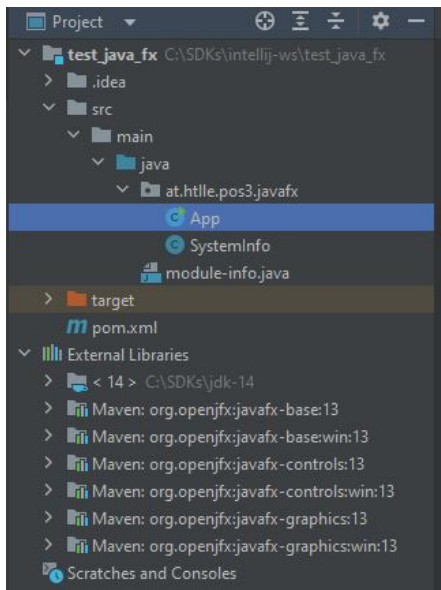 Project
test_java_fx C:\SDKs\intellij-ws\test_java_fx
.idea
src
main
java
at.htlle.pos3.javafx
App
SystemInfo
module-info.java
target
pom.xml
External Libraries
< 14 > C:\SDKs\jdk-14
Maven: org.openjfx:javafx-base:13
Maven: org.openjfx:javafx-base:win:13
Maven: org.openjfx:javafx-controls:13
Maven: org.openjfx:javafx-controls:win:13
Maven: org.openjfx:javafx-graphics:13
Maven: org.openjfx:javafx-graphics:win:13
Scratches and Consoles